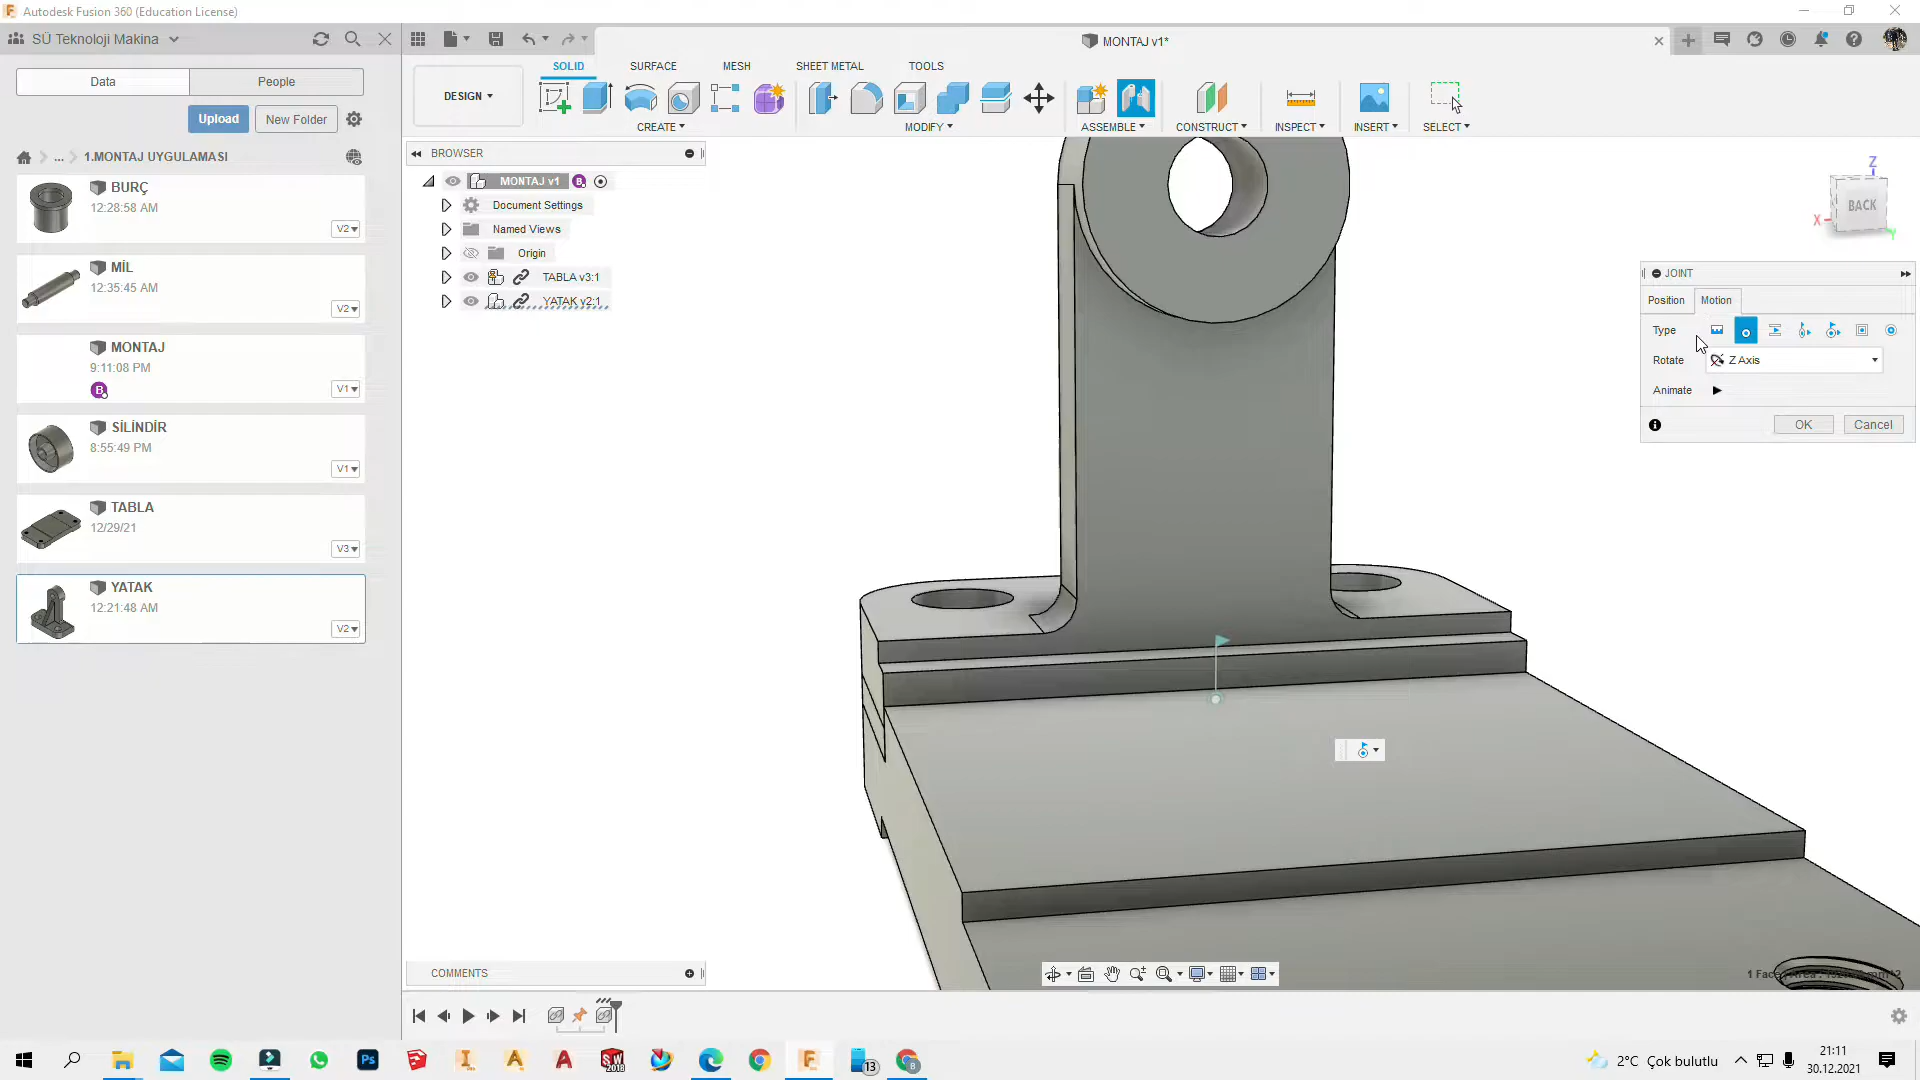 Autodesk Fusion 360 (Education License)
SÜ Teknoloji Makina
MONTAJ v1*
Data
People
Upload
New Folder
... 1.MONTAJ UYGULAMASI
BURÇ
12:28:58 AM
V2
MİL
12:35:45 AM
V2
MONTAJ
9:11:08 PM
B
V1
SİLİNDİR
8:55:49 PM
V1
TABLA
12/29/21
V3
YATAK
12:21:48 AM
V2
DESIGN
SOLID
SURFACE
MESH
SHEET METAL
TOOLS
CREATE
MODIFY
ASSEMBLE
CONSTRUCT
INSPECT
INSERT
SELECT
BROWSER
MONTAJ v1
Document Settings
Named Views
Origin
TABLA v3:1
YATAK v2:1
Z
BACK
X
Y
JOINT
Position
Motion
Type
Rotate
Z Axis
Animate
OK
Cancel
COMMENTS
13
2°C Çok bulutlu
21:11
30.12.2021